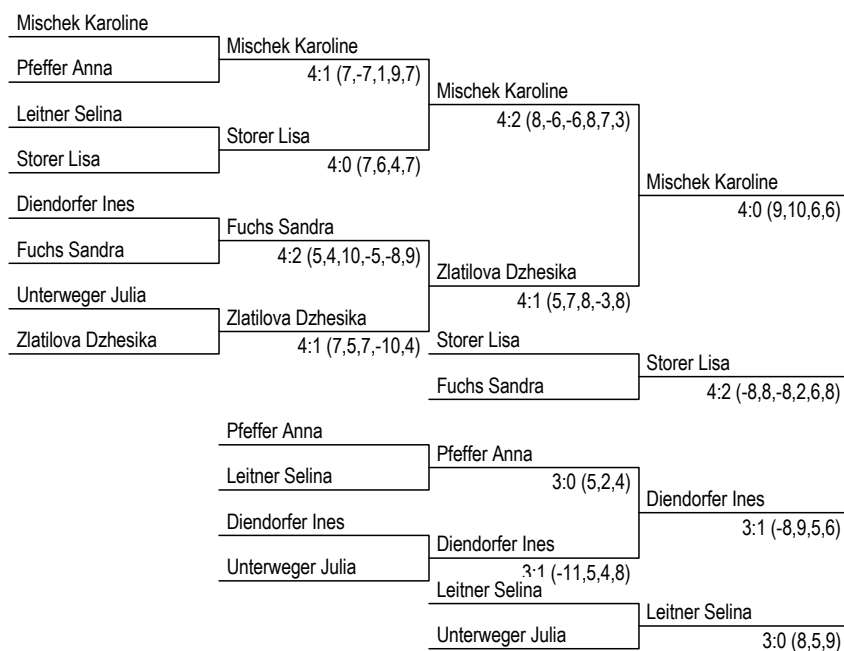 Mischek Karoline
Mischek Karoline
Pfeffer Anna
4:1 (7,-7,1,9,7)
Mischek Karoline
Leitner Selina
4:2 (8,-6,-6,8,7,3)
Storer Lisa
Storer Lisa
4:0 (7,6,4,7)
Mischek Karoline
Diendorfer Ines
4:0 (9,10,6,6)
Fuchs Sandra
Fuchs Sandra
4:2 (5,4,10,-5,-8,9)
Zlatilova Dzhesika
Unterweger Julia
4:1 (5,7,8,-3,8)
Zlatilova Dzhesika
Zlatilova Dzhesika
4:1 (7,5,7,-10,4)
Storer Lisa
Storer Lisa
Fuchs Sandra
4:2 (-8,8,-8,2,6,8)
Pfeffer Anna
Pfeffer Anna
Leitner Selina
3:0 (5,2,4)
Diendorfer Ines
Diendorfer Ines
3:1 (-8,9,5,6)
Diendorfer Ines
Unterweger Julia
3:1 (-11,5,4,8)
Leitner Selina
Leitner Selina
Unterweger Julia
3:0 (8,5,9)